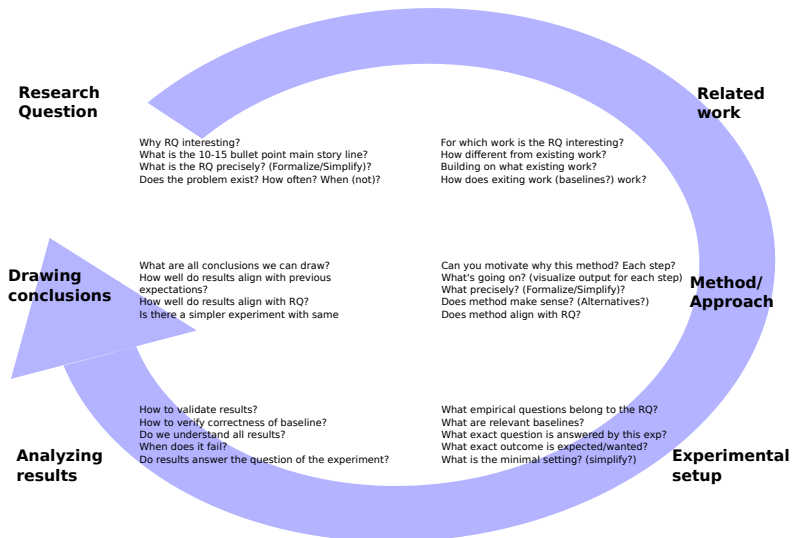 Research
Question
Why RQ interesting?
What is the 10-15 bullet point main story line?
What is the RQ precisely? (Formalize/Simplify)?
Does the problem exist? How often? When (not)?
Related
work
For which work is the RQ interesting?
How different from existing work?
Building on what existing work?
How does exiting work (baselines?) work?
Drawing
conclusions
What are all conclusions we can draw?
How well do results align with previous
expectations?
How well do results align with RQ?
Is there a simpler experiment with same
Can you motivate why this method? Each step?
What's going on? (visualize output for each step)
What precisely? (Formalize/Simplify)?
Does method make sense? (Alternatives?)
Does method align with RQ?
Method/
Approach
Analyzing
results
How to validate results?
How to verify correctness of baseline?
Do we understand all results?
When does it fail?
Do results answer the question of the experiment?
What empirical questions belong to the RQ?
What are relevant baselines?
What exact question is answered by this exp?
What exact outcome is expected/wanted?
What is the minimal setting? (simplify?)
Experimental
setup